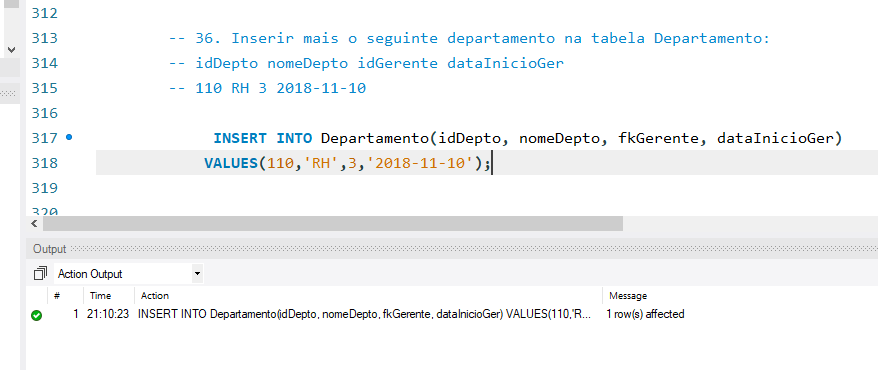 312
313 -- 36. Inserir mais o seguinte departamento na tabela Departamento:
314 -- idDepto nomeDepto idGerente dataInicioGer
315 -- 110 RH 3 2018-11-10
316
317 INSERT INTO Departamento(idDepto, nomeDepto, fkGerente, dataInicioGer)
318 VALUES(110,'RH',3,'2018-11-10');
319
320
Output
Action Output
# Time Action Message
1 21:10:23 INSERT INTO Departamento(idDepto, nomeDepto, fkGerente, dataInicioGer) VALUES(110,'R... 1 row(s) affected